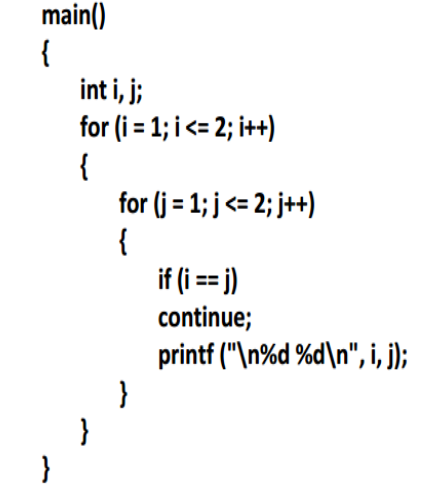 main()
{
int i, j;
for (i = 1; i <= 2; i++)
{
for (j = 1; j <= 2; j++)
{
if (i == j)
continue;
printf ("\n%d %d\n", i, j);
}
}
}